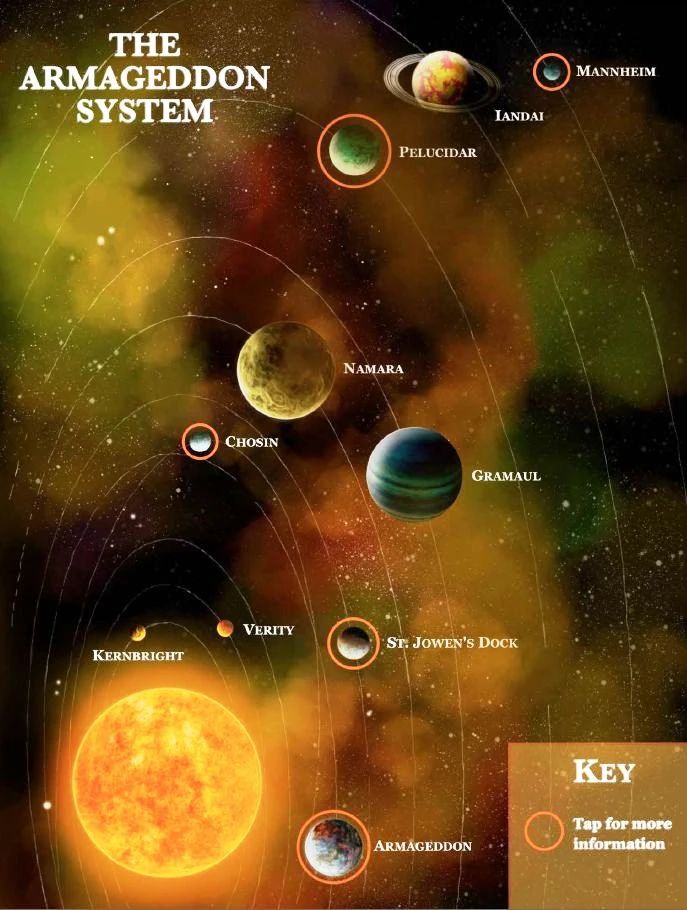 THE
ARMAGEDDON
SYSTEM
MANNHEIM
IANDAI
PELUCIDAR
NAMARA
CHOSIN
GRAMAUL
VERITY
ST. JOWEN'S DOCK
KERNBRIGHT
KEY
Tap for more
information
ARMAGEDDON